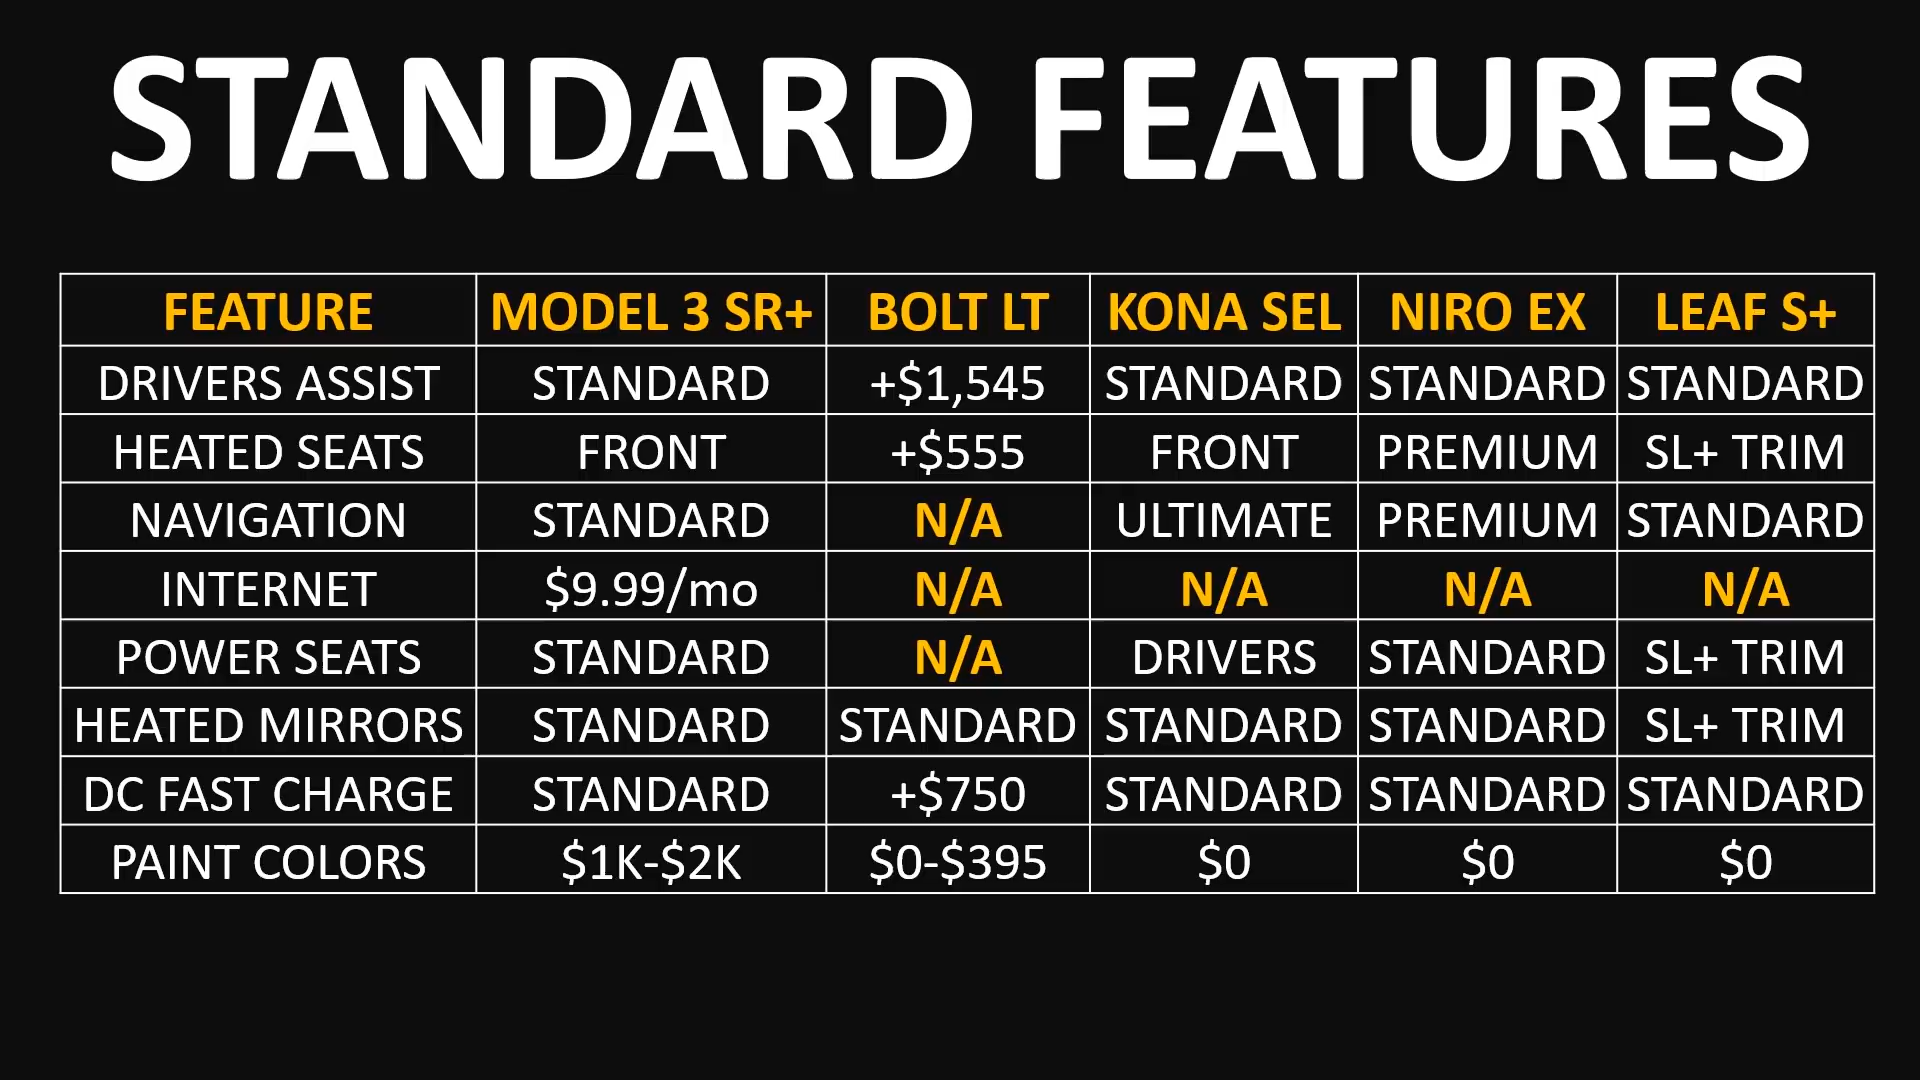 STANDARD FEATURES
FEATURE MODEL 3 SR+ BOLT LT KONA SEL NIRO EX LEAF S+
DRIVERS ASSIST STANDARD +$1,545 STANDARD STANDARD STANDARD
HEATED SEATS FRONT +$555 FRONT PREMIUM SL+ TRIM
NAVIGATION STANDARD N/A ULTIMATE PREMIUM STANDARD
INTERNET $9.99/mo N/A N/A N/A N/A
POWER SEATS STANDARD N/A DRIVERS STANDARD SL+ TRIM
HEATED MIRRORS STANDARD STANDARD STANDARD STANDARD SL+ TRIM
DC FAST CHARGE STANDARD +$750 STANDARD STANDARD STANDARD
PAINT COLORS $1K-$2K $0-$395 $0 $0 $0